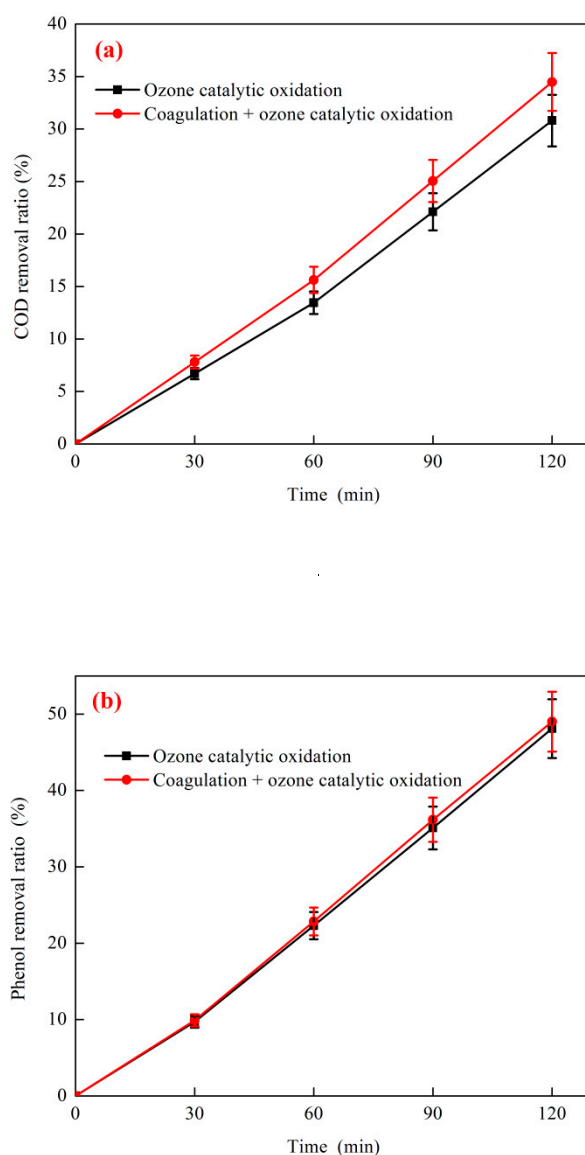 (a)
Ozone catalytic oxidation
Coagulation + ozone catalytic oxidation
COD removal ratio (%)
40
35
30
25
20
15
10
5
0
0 30 60 90 120
Time (min)
(b)
Ozone catalytic oxidation
Coagulation + ozone catalytic oxidation
Phenol removal ratio (%)
50
40
30
20
10
0
0 30 60 90 120
Time (min)